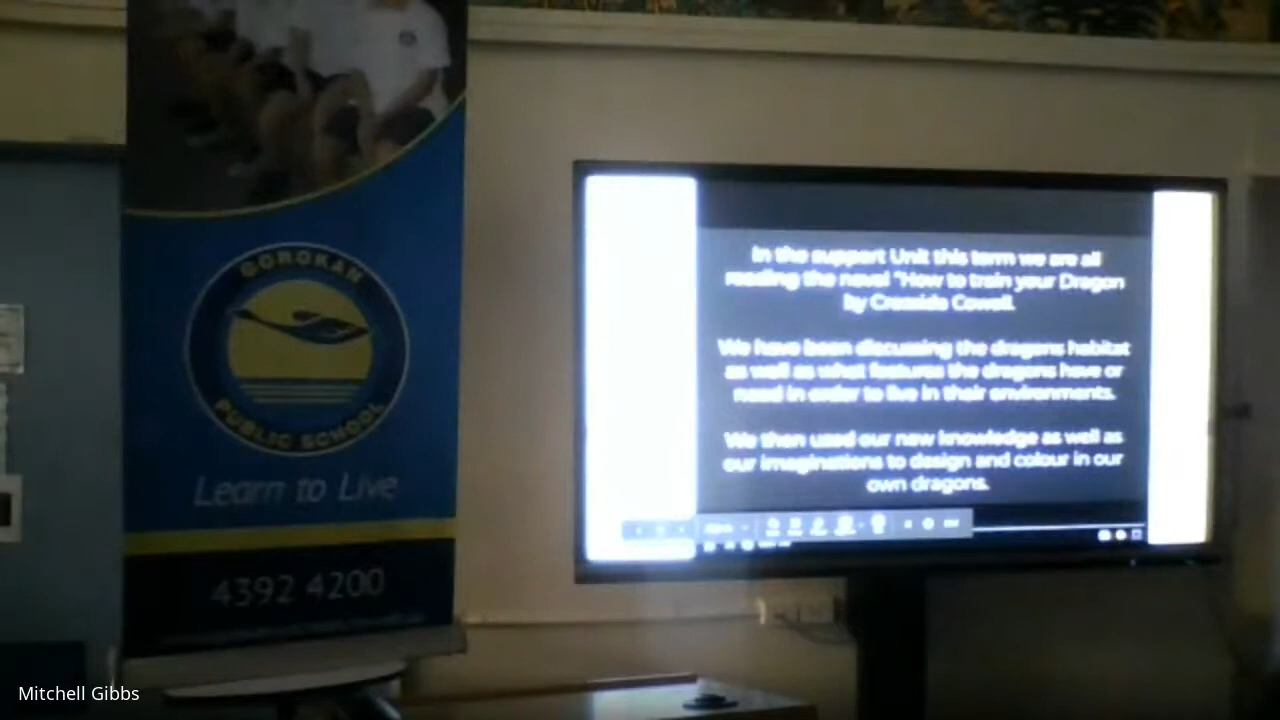 GOROKAN
PUBLIC SCHOOL
Learn to Live
4392 4200
In the support Unit this term we are all
reading the novel "How to train your Dragon
by Cressida Cowell.
We have been discussing the dragons habitat
as well as what features the dragons have or
need in order to live in their environments.
We then used our new knowledge as well as
our imaginations to design and colour in our
own dragons.
Mitchell Gibbs